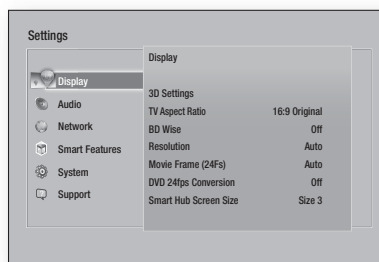 Settings
Display
Audio
Network
Smart Features
System
Support
Display
3D Settings
TV Aspect Ratio 16:9 Original
BD Wise Off
Resolution Auto
Movie Frame (24Fs) Auto
DVD 24fps Conversion Off
Smart Hub Screen Size Size 3